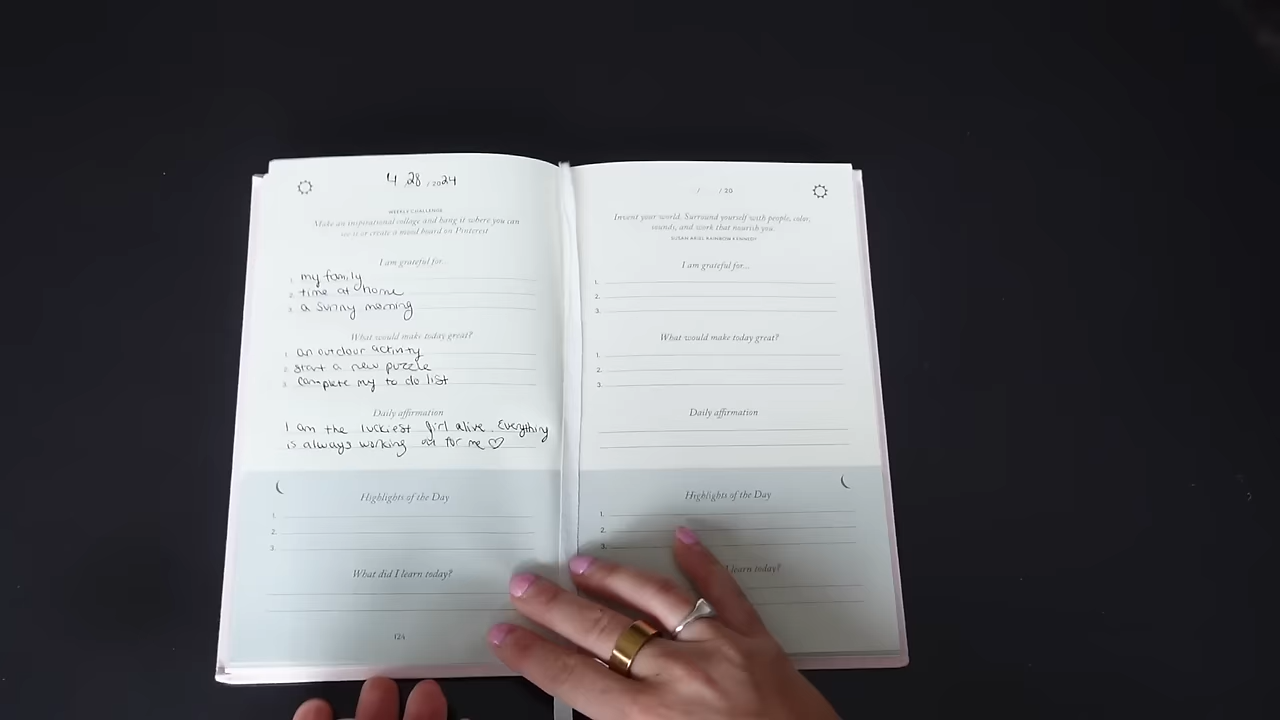 4 28 / 2024
WEEKLY CHALLENGE
Make an inspirational collage and hang it where you can
see it or create a mood board on Pinterest
I am grateful for...
1. my family
2. time at home
3. a sunny morning
What would make today great?
1. an outdoor activity
2. start a new puzzle
3. complete my to do list
Daily affirmation
I am the luckiest girl alive. Everything
is always working out for me ♡
Highlights of the Day
1.
2.
3.
What did I learn today?
124
/ / 20
Invent your world. Surround yourself with people, color,
sounds, and work that nourish you.
SUSAN ARIEL RAINBOW KENNEDY
I am grateful for...
1.
2.
3.
What would make today great?
1.
2.
3.
Daily affirmation
Highlights of the Day
1.
2.
3.
I learn today?